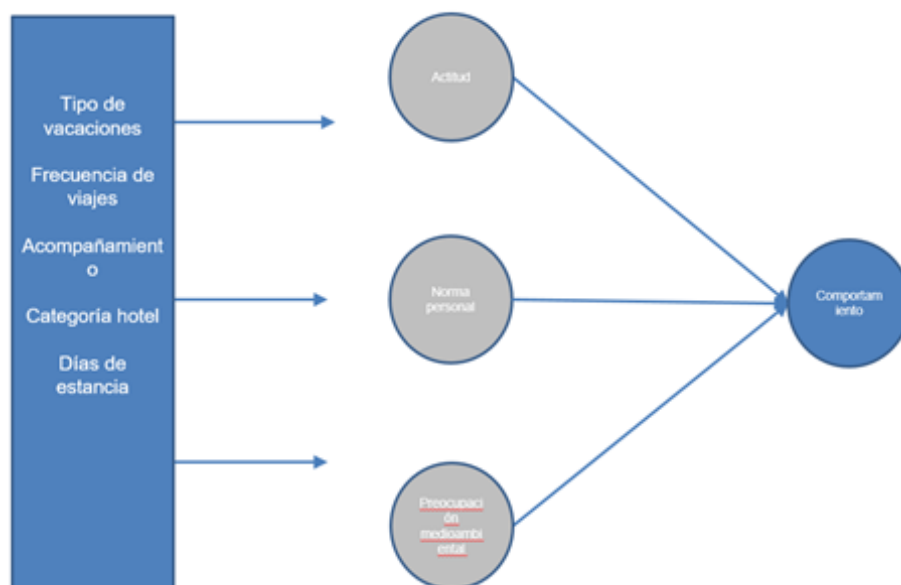 Tipo de
vacaciones
Frecuencia de
viajes
Acompañamient
o
Categoría hotel
Días de
estancia
Actitud
Norma
personal
Preocupaci
ón
medioambi
ental
Comportam
iento